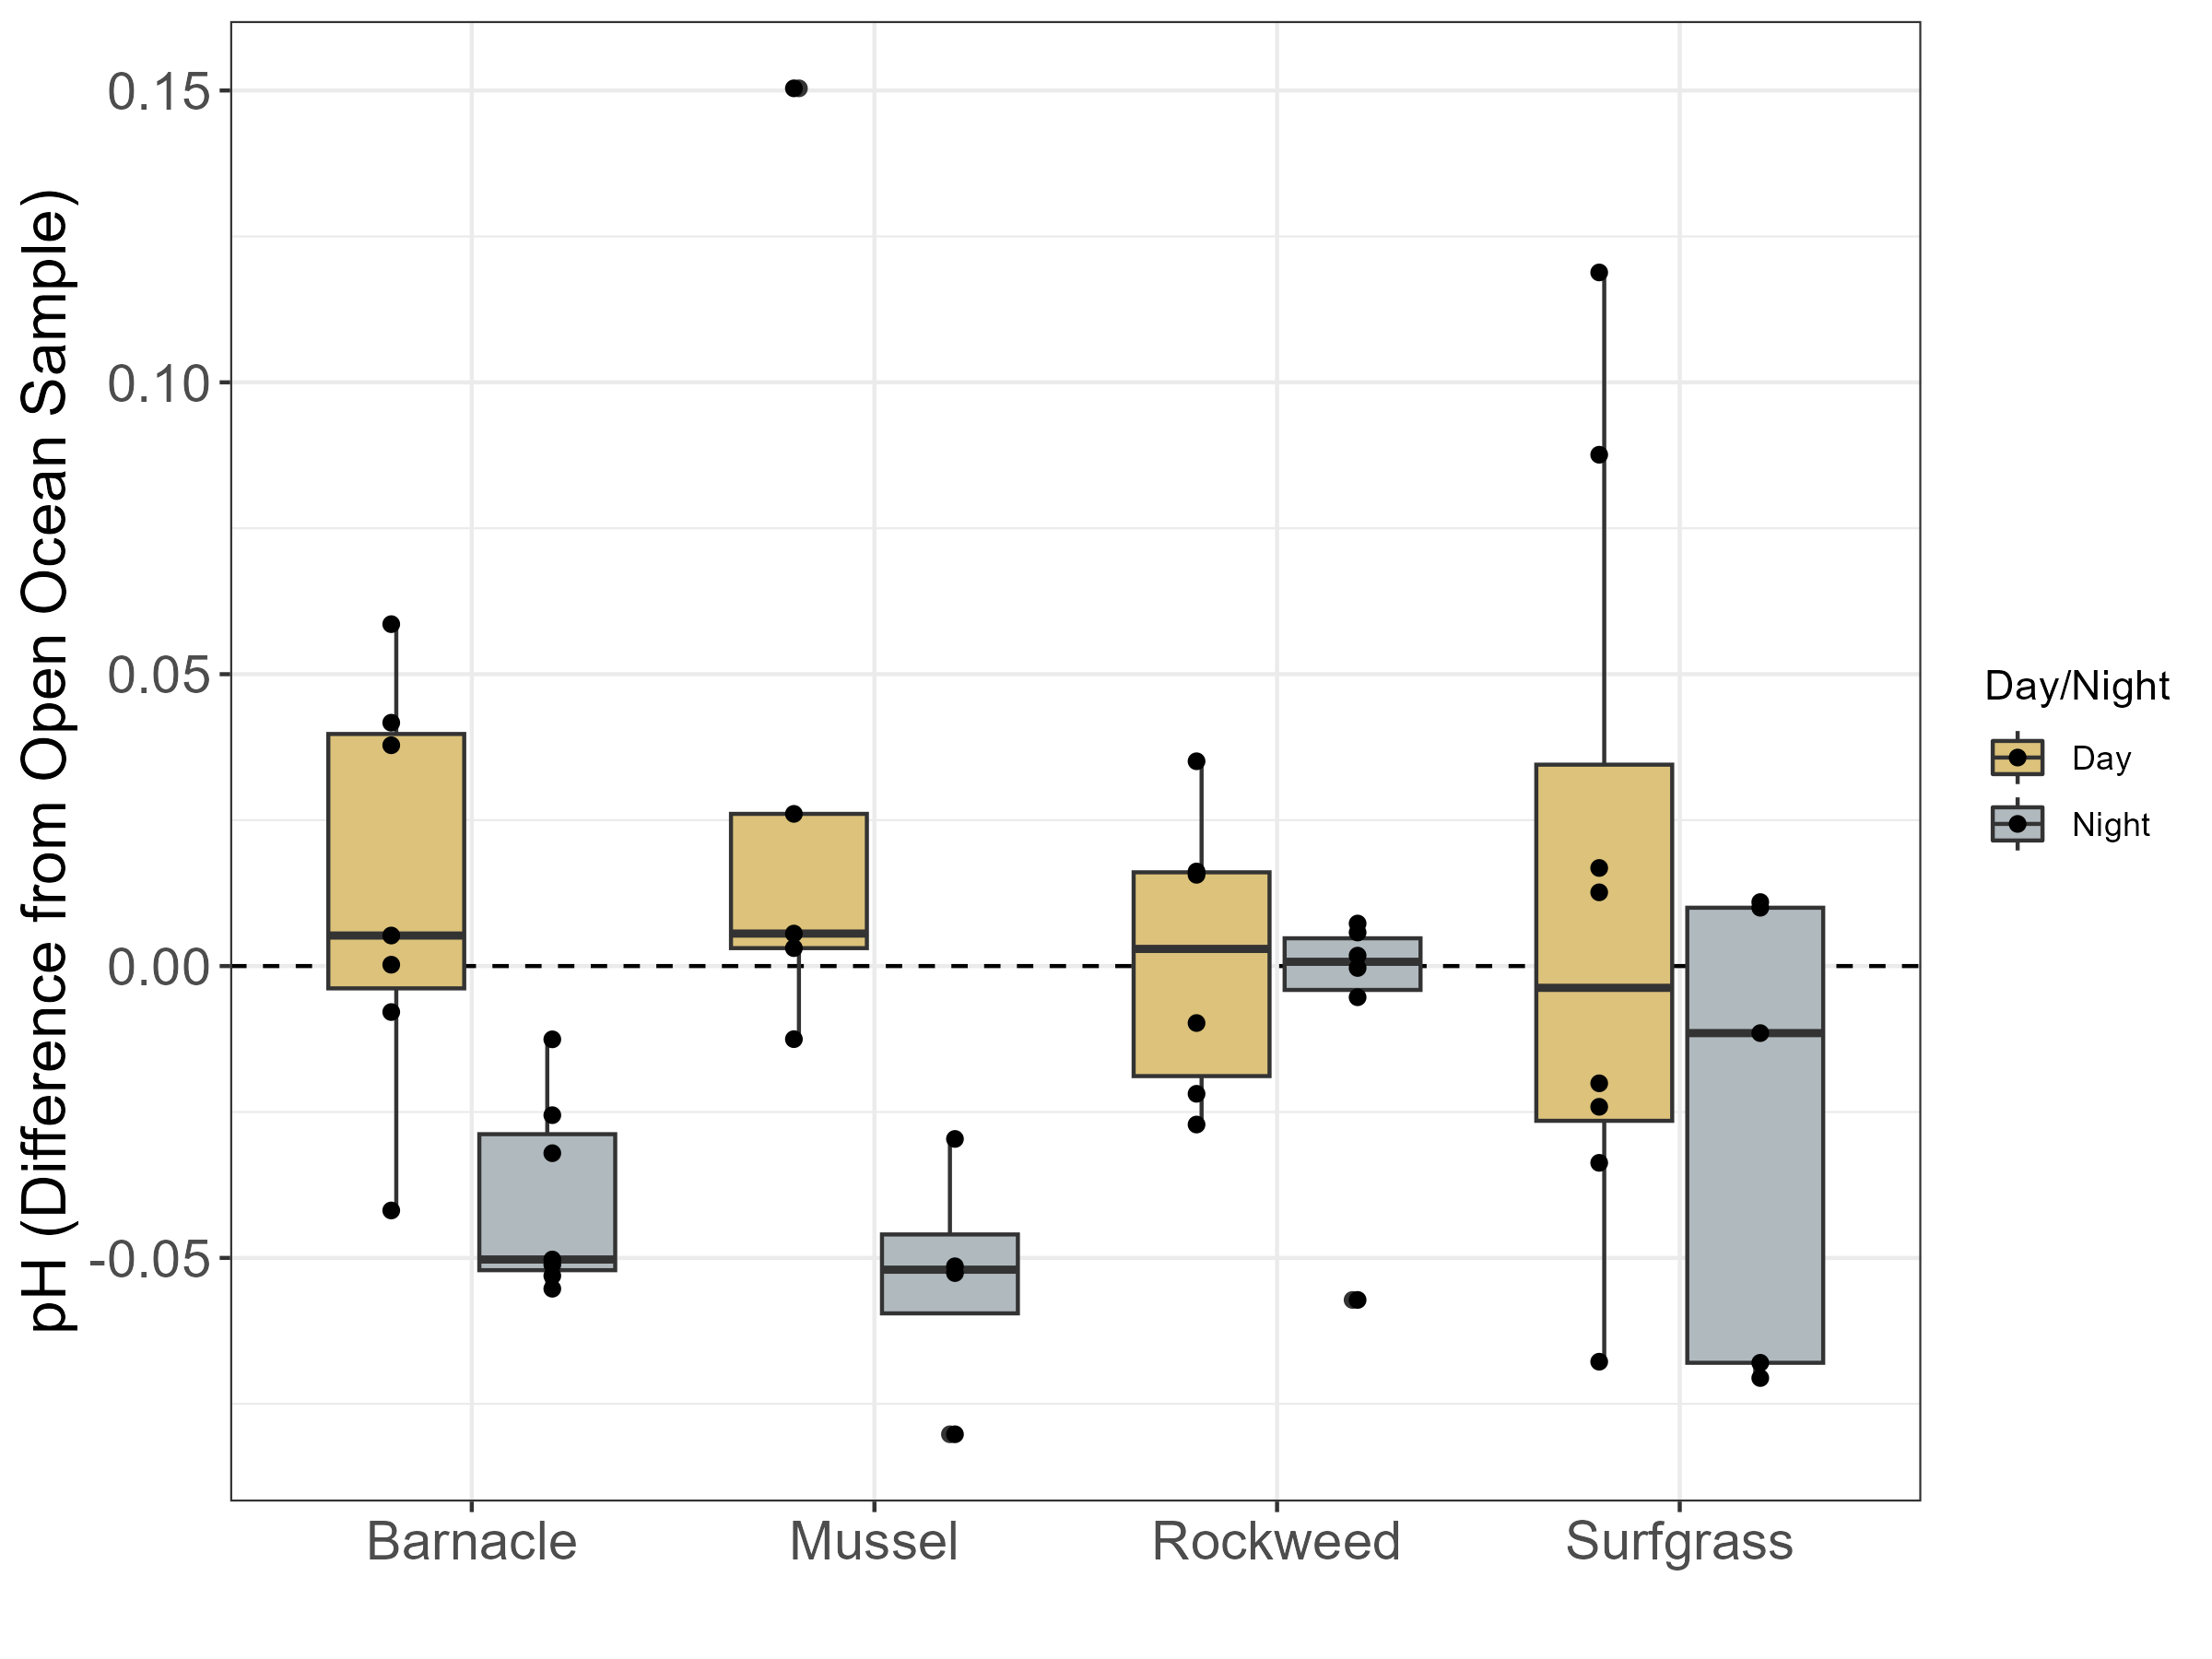 pH (Difference from Open Ocean Sample)
0.15
0.10
0.05
0.00
-0.05
Barnacle Mussel Rockweed Surfgrass
Day/Night
Day
Night